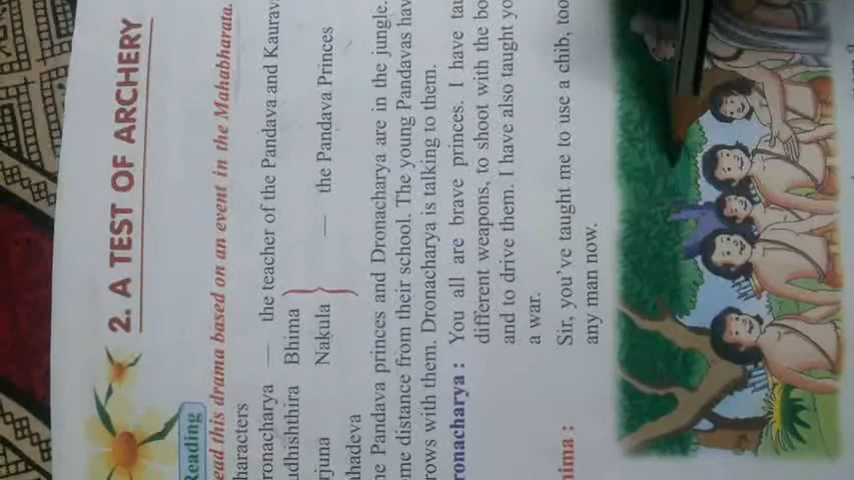 2. A TEST OF ARCHERY
Reading
ead this drama based on an event in the Mahabharata.
haracters
ronacharya — the teacher of the Pandava and Kaurav
udhishthira Bhima
rjuna Nakula } — the Pandava Princes
ahadeva
he Pandava princes and Dronacharya are in the jungle.
me distance from their school. The young Pandavas hav
rows with them. Dronacharya is talking to them.
ronacharya : You all are brave princes. I have tau
different weapons, to shoot with the bo
and to drive them. I have also taught yo
a war.
hima : Sir, you've taught me to use a chib, too
any man now.